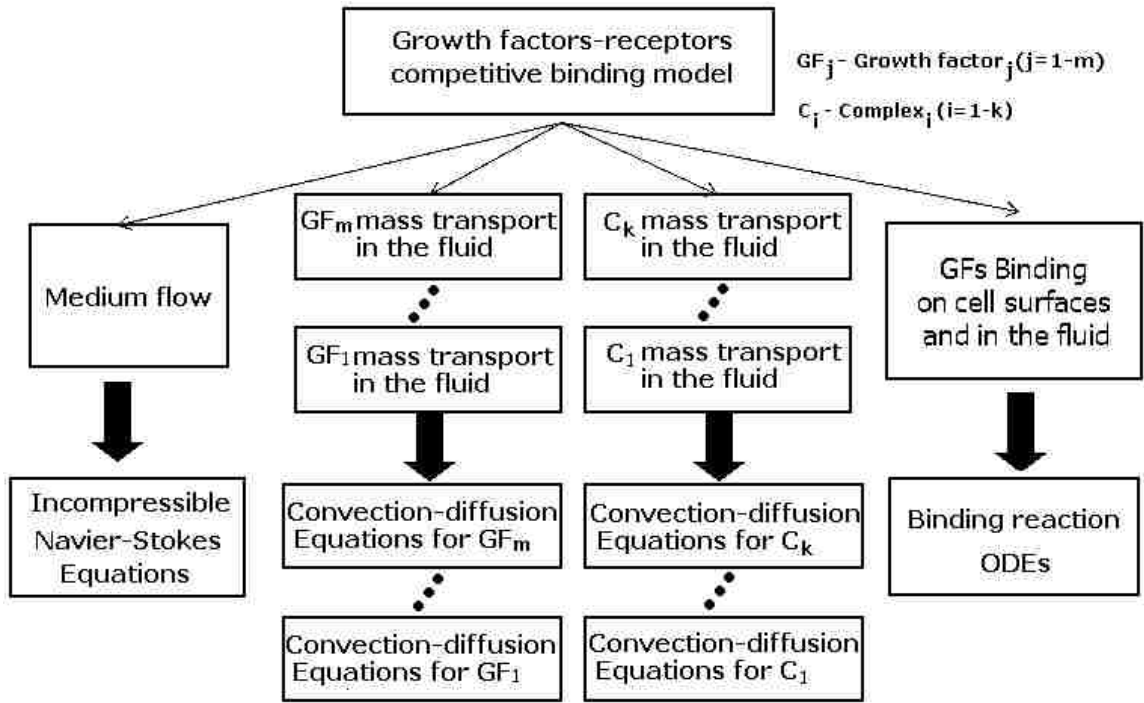 Growth factors-receptors
competitive binding model
GFj - Growth factorj(j=1-m)
Ci - Complexi (i=1-k)
Medium flow
GFm mass transport
in the fluid
GF1 mass transport
in the fluid
Ck mass transport
in the fluid
C1 mass transport
in the fluid
GFs Binding
on cell surfaces
and in the fluid
Incompressible
Navier-Stokes
Equations
Convection-diffusion
Equations for GFm
Convection-diffusion
Equations for GF1
Convection-diffusion
Equations for Ck
Convection-diffusion
Equations for C1
Binding reaction
ODEs